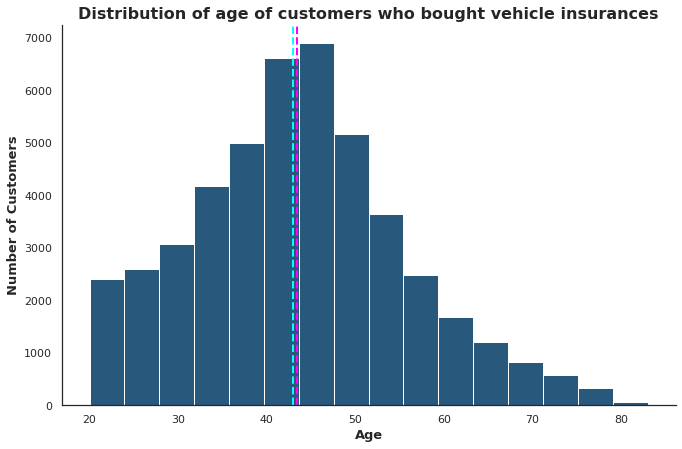 Distribution of age of customers who bought vehicle insurances
Number of Customers
7000
6000
5000
4000
3000
2000
1000
0
20 30 40 50 60 70 80
Age